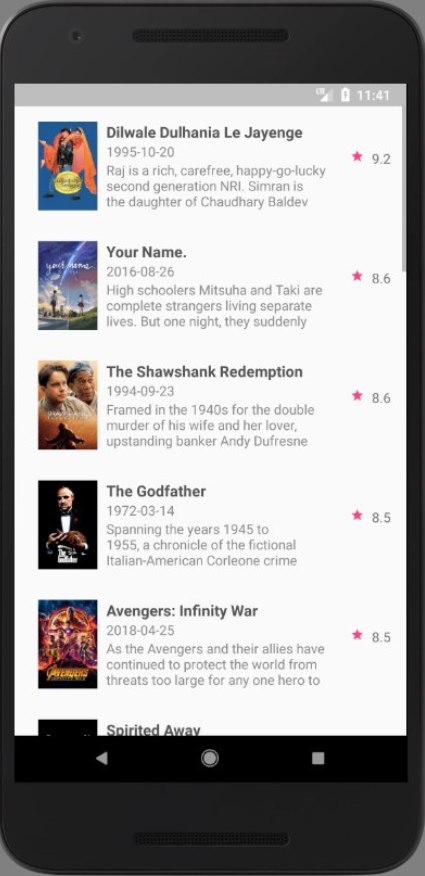 LTE 11:41
Dilwale Dulhania Le Jayenge
1995-10-20
Raj is a rich, carefree, happy-go-lucky
second generation NRI. Simran is
the daughter of Chaudhary Baldev
9.2
your name.
Your Name.
2016-08-26
High schoolers Mitsuha and Taki are
complete strangers living separate
lives. But one night, they suddenly
8.6
The Shawshank Redemption
1994-09-23
Framed in the 1940s for the double
murder of his wife and her lover,
upstanding banker Andy Dufresne
8.6
The Godfather
The Godfather
1972-03-14
Spanning the years 1945 to
1955, a chronicle of the fictional
Italian-American Corleone crime
8.5
AVENGERS
Avengers: Infinity War
2018-04-25
As the Avengers and their allies have
continued to protect the world from
threats too large for any one hero to
8.5
Spirited Away